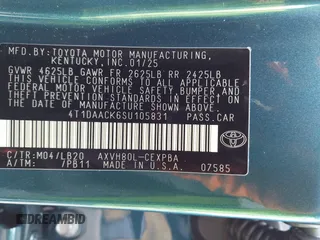 MFD.BY:TOYOTA MOTOR MANUFACTURING,
KENTUCKY, INC. 01/25
GVWR 4625LB GAWR FR 2625LB RR 2425LB
THIS VEHICLE CONFORMS TO ALL
APPLICABLE FEDERAL MOTOR VEHICLE
SAFETY, BUMPER, AND THEFT PREVENTION
STANDARDS IN EFFECT ON THE DATE OF
MANUFACTURE SHOWN ABOVE.
4T1DAACK6SU105831 PASS.CAR
C/TR:M04/LB20 AXVH80L-CEXPBA
A/TM: /PB11 MADE IN U.S.A. 07585
TOYOTA
DREAMBID